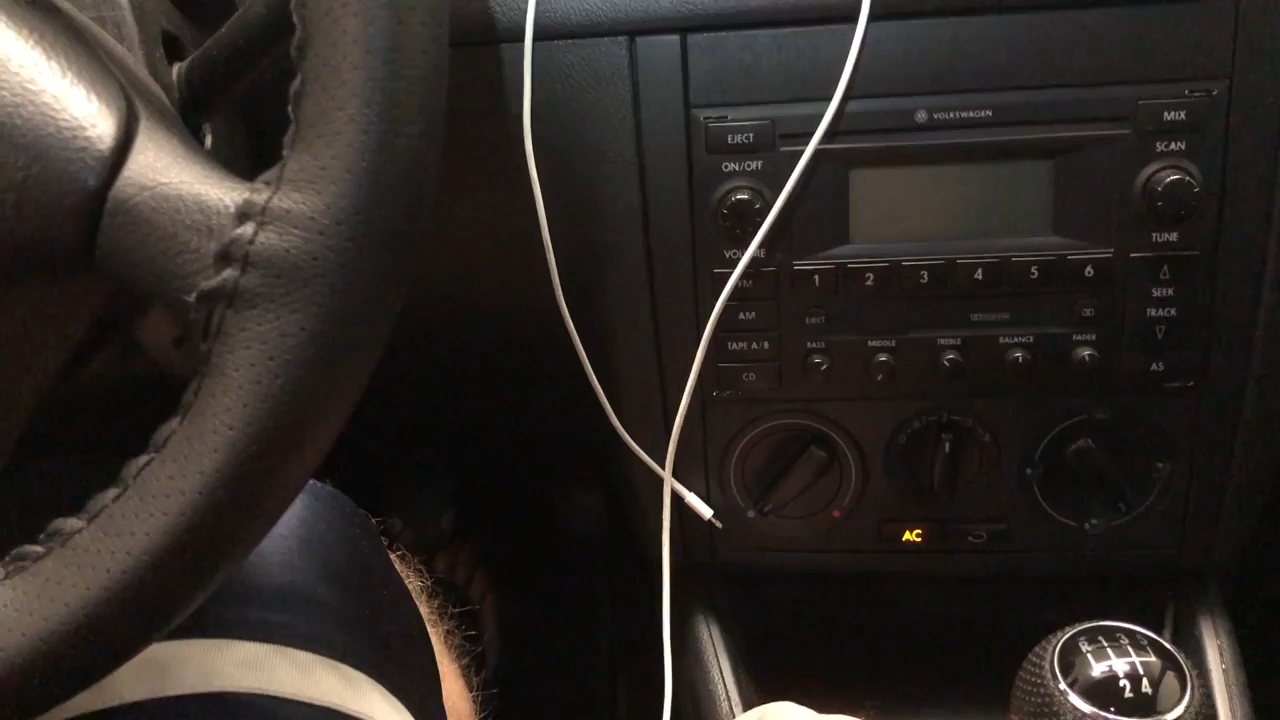 VOLKSWAGEN
EJECT
MIX
ON/OFF
SCAN
VOLUME
TUNE
FM
1 2 3 4 5 6
SEEK
AM
EJECT
TRACK
TAPE A/B
BASS MIDDLE TREBLE BALANCE FADER
CD
AS
AC
R 1 3 5
2 4